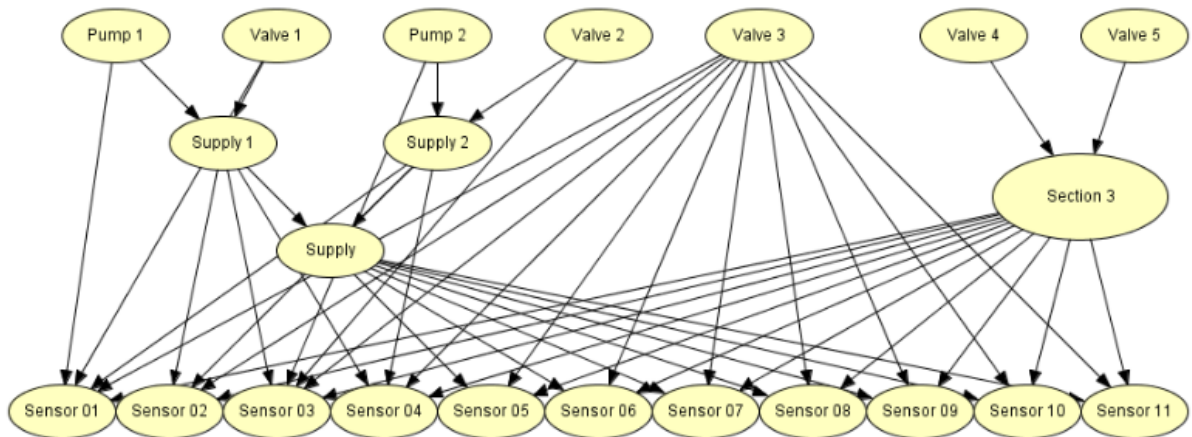 Pump 1
Valve 1
Pump 2
Valve 2
Valve 3
Valve 4
Valve 5
Supply 1
Supply 2
Section 3
Supply
Sensor 01
Sensor 02
Sensor 03
Sensor 04
Sensor 05
Sensor 06
Sensor 07
Sensor 08
Sensor 09
Sensor 10
Sensor 11